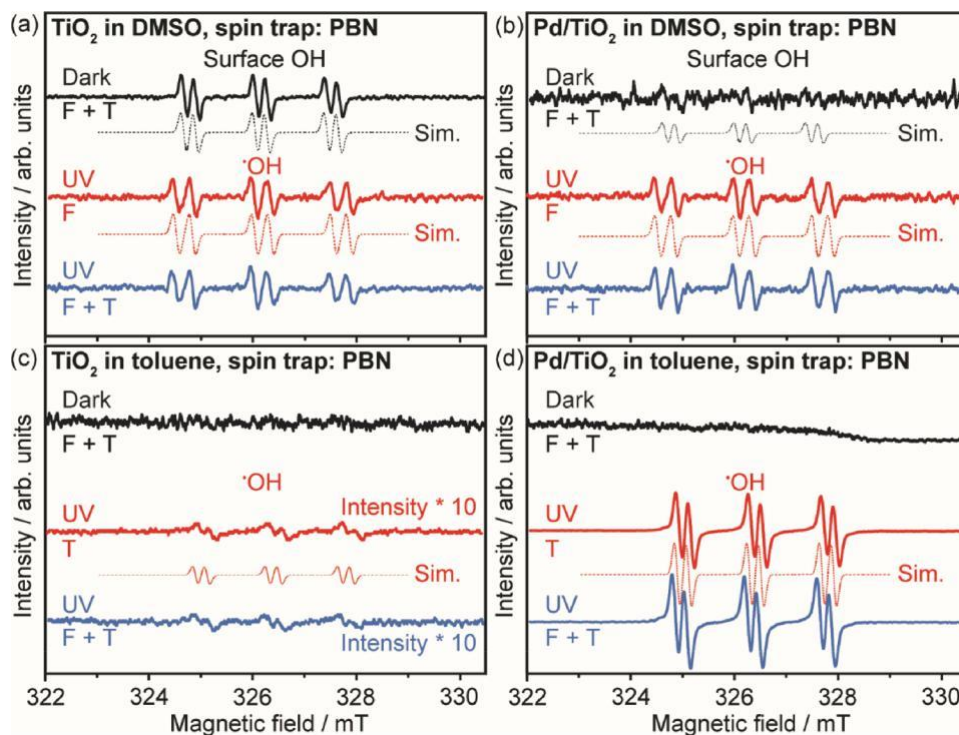 (a) TiO₂ in DMSO, spin trap: PBN
Surface OH
Dark
F + T
Sim.
˙OH
UV
F
Sim.
UV
F + T
Intensity / arb. units
(b) Pd/TiO₂ in DMSO, spin trap: PBN
Surface OH
Dark
F + T
Sim.
˙OH
UV
F
Sim.
UV
F + T
Intensity / arb. units
(c) TiO₂ in toluene, spin trap: PBN
Dark
F + T
˙OH
UV
Intensity * 10
T
Sim.
UV
F + T
Intensity * 10
Intensity / arb. units
322 324 326 328 330
Magnetic field / mT
(d) Pd/TiO₂ in toluene, spin trap: PBN
Dark
F + T
˙OH
UV
T
Sim.
UV
F + T
Intensity / arb. units
322 324 326 328 330
Magnetic field / mT